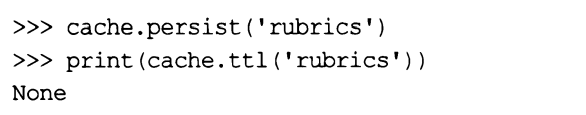 >>> cache.persist('rubrics')
>>> print(cache.ttl('rubrics'))
None